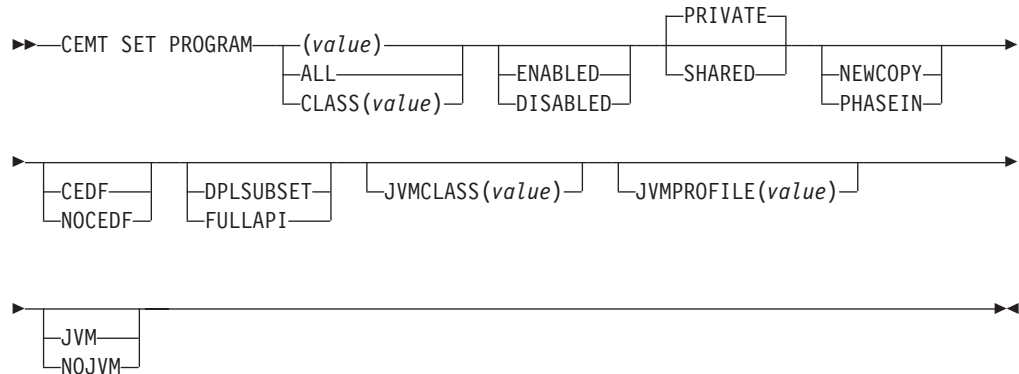 PRIVATE
CEMT SET PROGRAM (value)
ALL
CLASS(value)
ENABLED
DISABLED
SHARED
NEWCOPY
PHASEIN
CEDF
NOCEDF
DPLSUBSET
FULLAPI
JVMCLASS(value)
JVMPROFILE(value)
JVM
NOJVM